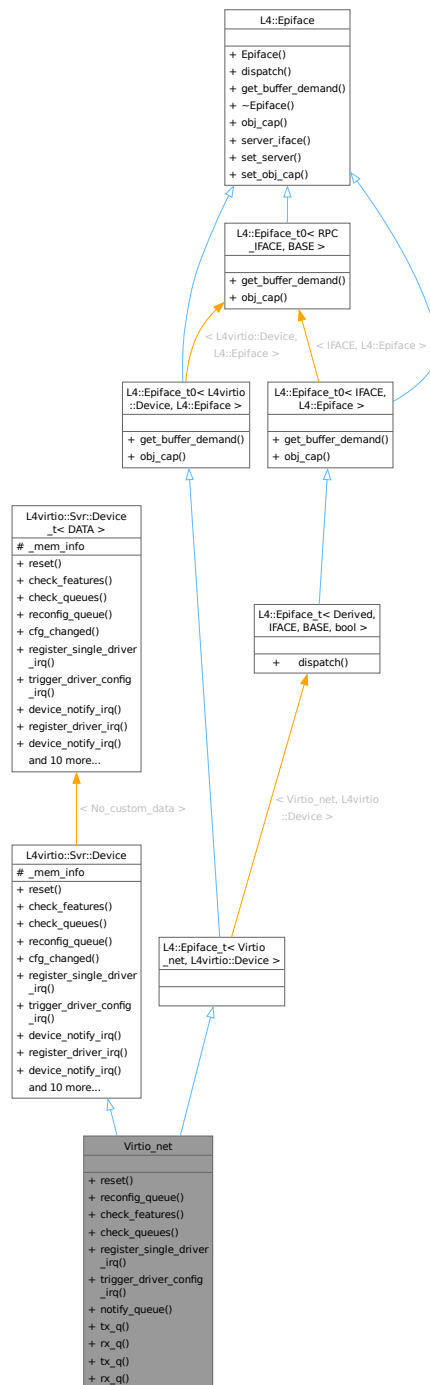 L4::Epiface
+ Epiface()
+ dispatch()
+ get_buffer_demand()
+ ~Epiface()
+ obj_cap()
+ server_iface()
+ set_server()
+ set_obj_cap()
L4::Epiface_t0< RPC
_IFACE, BASE >
+ get_buffer_demand()
+ obj_cap()
< L4virtio::Device,
L4::Epiface >
< IFACE, L4::Epiface >
L4::Epiface_t0< L4virtio
::Device, L4::Epiface >
+ get_buffer_demand()
+ obj_cap()
L4::Epiface_t0< IFACE,
L4::Epiface >
+ get_buffer_demand()
+ obj_cap()
L4virtio::Svr::Device
_t< DATA >
# _mem_info
+ reset()
+ check_features()
+ check_queues()
+ reconfig_queue()
+ cfg_changed()
+ register_single_driver
_irq()
+ trigger_driver_config
_irq()
+ device_notify_irq()
+ register_driver_irq()
+ device_notify_irq()
and 10 more...
L4::Epiface_t< Derived,
IFACE, BASE, bool >
+ dispatch()
< No_custom_data >
< Virtio_net, L4virtio
::Device >
L4virtio::Svr::Device
# _mem_info
+ reset()
+ check_features()
+ check_queues()
+ reconfig_queue()
+ cfg_changed()
+ register_single_driver
_irq()
+ trigger_driver_config
_irq()
+ device_notify_irq()
+ register_driver_irq()
+ device_notify_irq()
and 10 more...
L4::Epiface_t< Virtio
_net, L4virtio::Device >
Virtio_net
+ reset()
+ reconfig_queue()
+ check_features()
+ check_queues()
+ register_single_driver
_irq()
+ trigger_driver_config
_irq()
+ notify_queue()
+ tx_q()
+ rx_q()
+ tx_q()
+ rx_q()